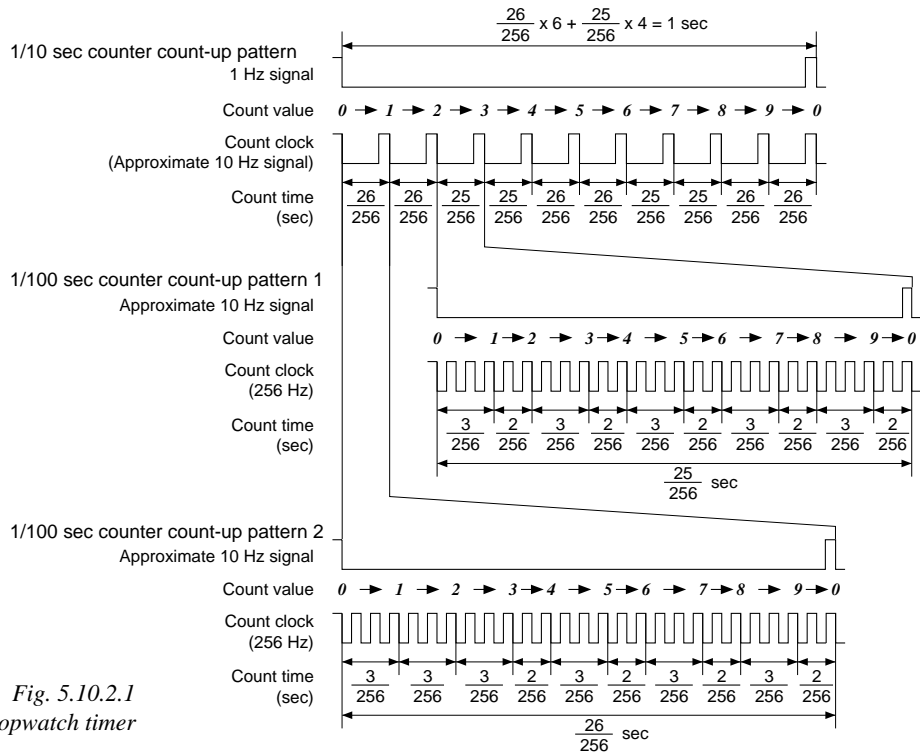 26/256 x 6 + 25/256 x 4 = 1 sec
1/10 sec counter count-up pattern
1 Hz signal
Count value 0 1 2 3 4 5 6 7 8 9 0
Count clock
(Approximate 10 Hz signal)
Count time
(sec)
26/256 26/256 25/256 25/256 26/256 26/256 25/256 25/256 26/256 26/256
1/100 sec counter count-up pattern 1
Approximate 10 Hz signal
Count value 0 1 2 3 4 5 6 7 8 9 0
Count clock
(256 Hz)
Count time
(sec)
3/256 2/256 3/256 2/256 3/256 2/256 3/256 2/256 3/256 2/256
25/256 sec
1/100 sec counter count-up pattern 2
Approximate 10 Hz signal
Count value 0 1 2 3 4 5 6 7 8 9 0
Count clock
(256 Hz)
Count time
(sec)
3/256 3/256 3/256 2/256 3/256 2/256 3/256 2/256 3/256 2/256
26/256 sec
Fig. 5.10.2.1
timer